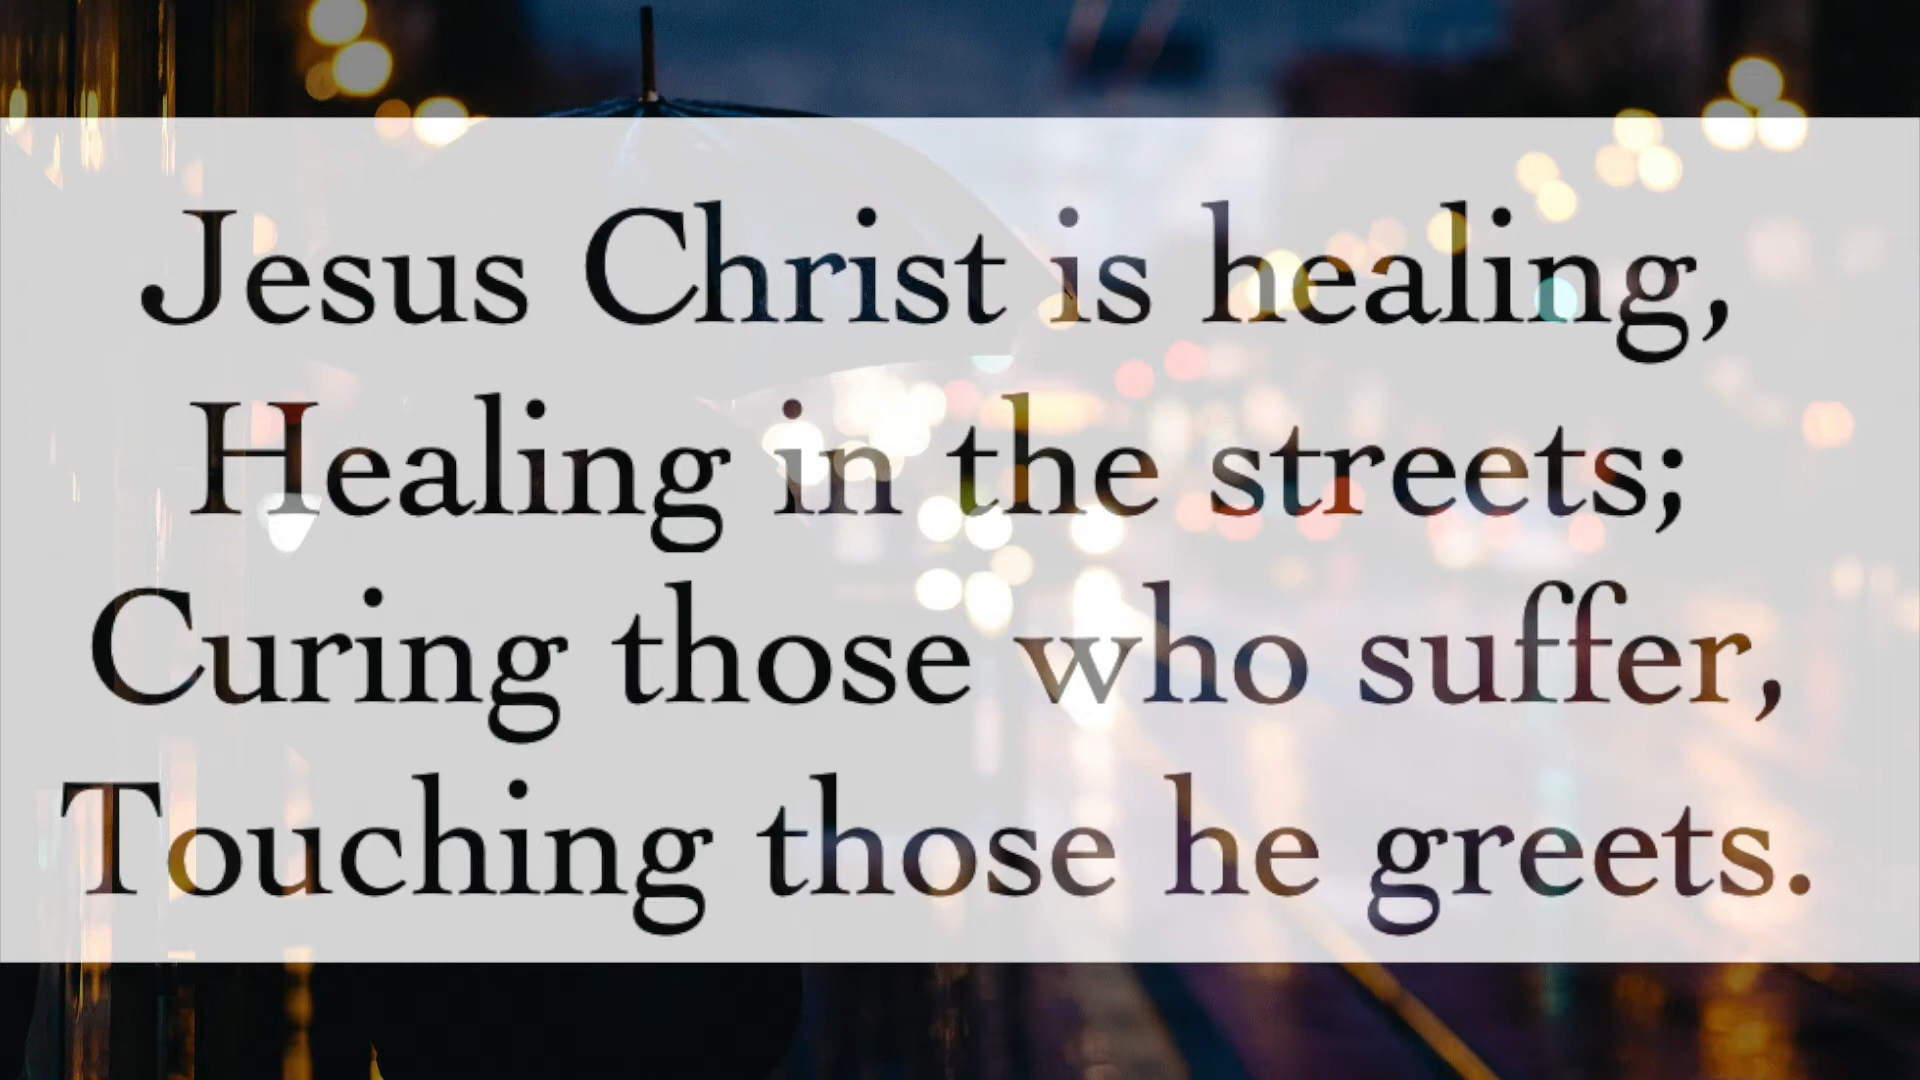 Jesus Christ is healing,
Healing in the streets;
Curing those who suffer,
Touching those he greets.